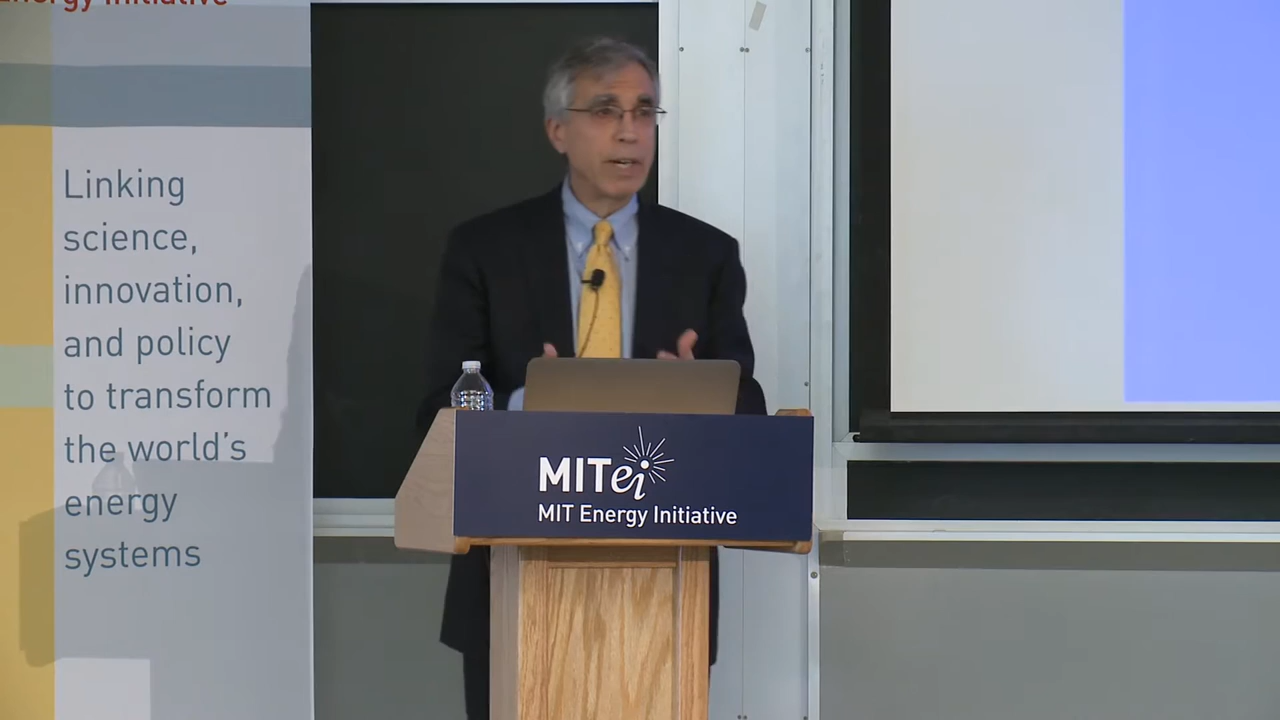 Energy Initiative
Linking
science,
innovation,
and policy
to transform
the world's
energy
systems
MITei
MIT Energy Initiative